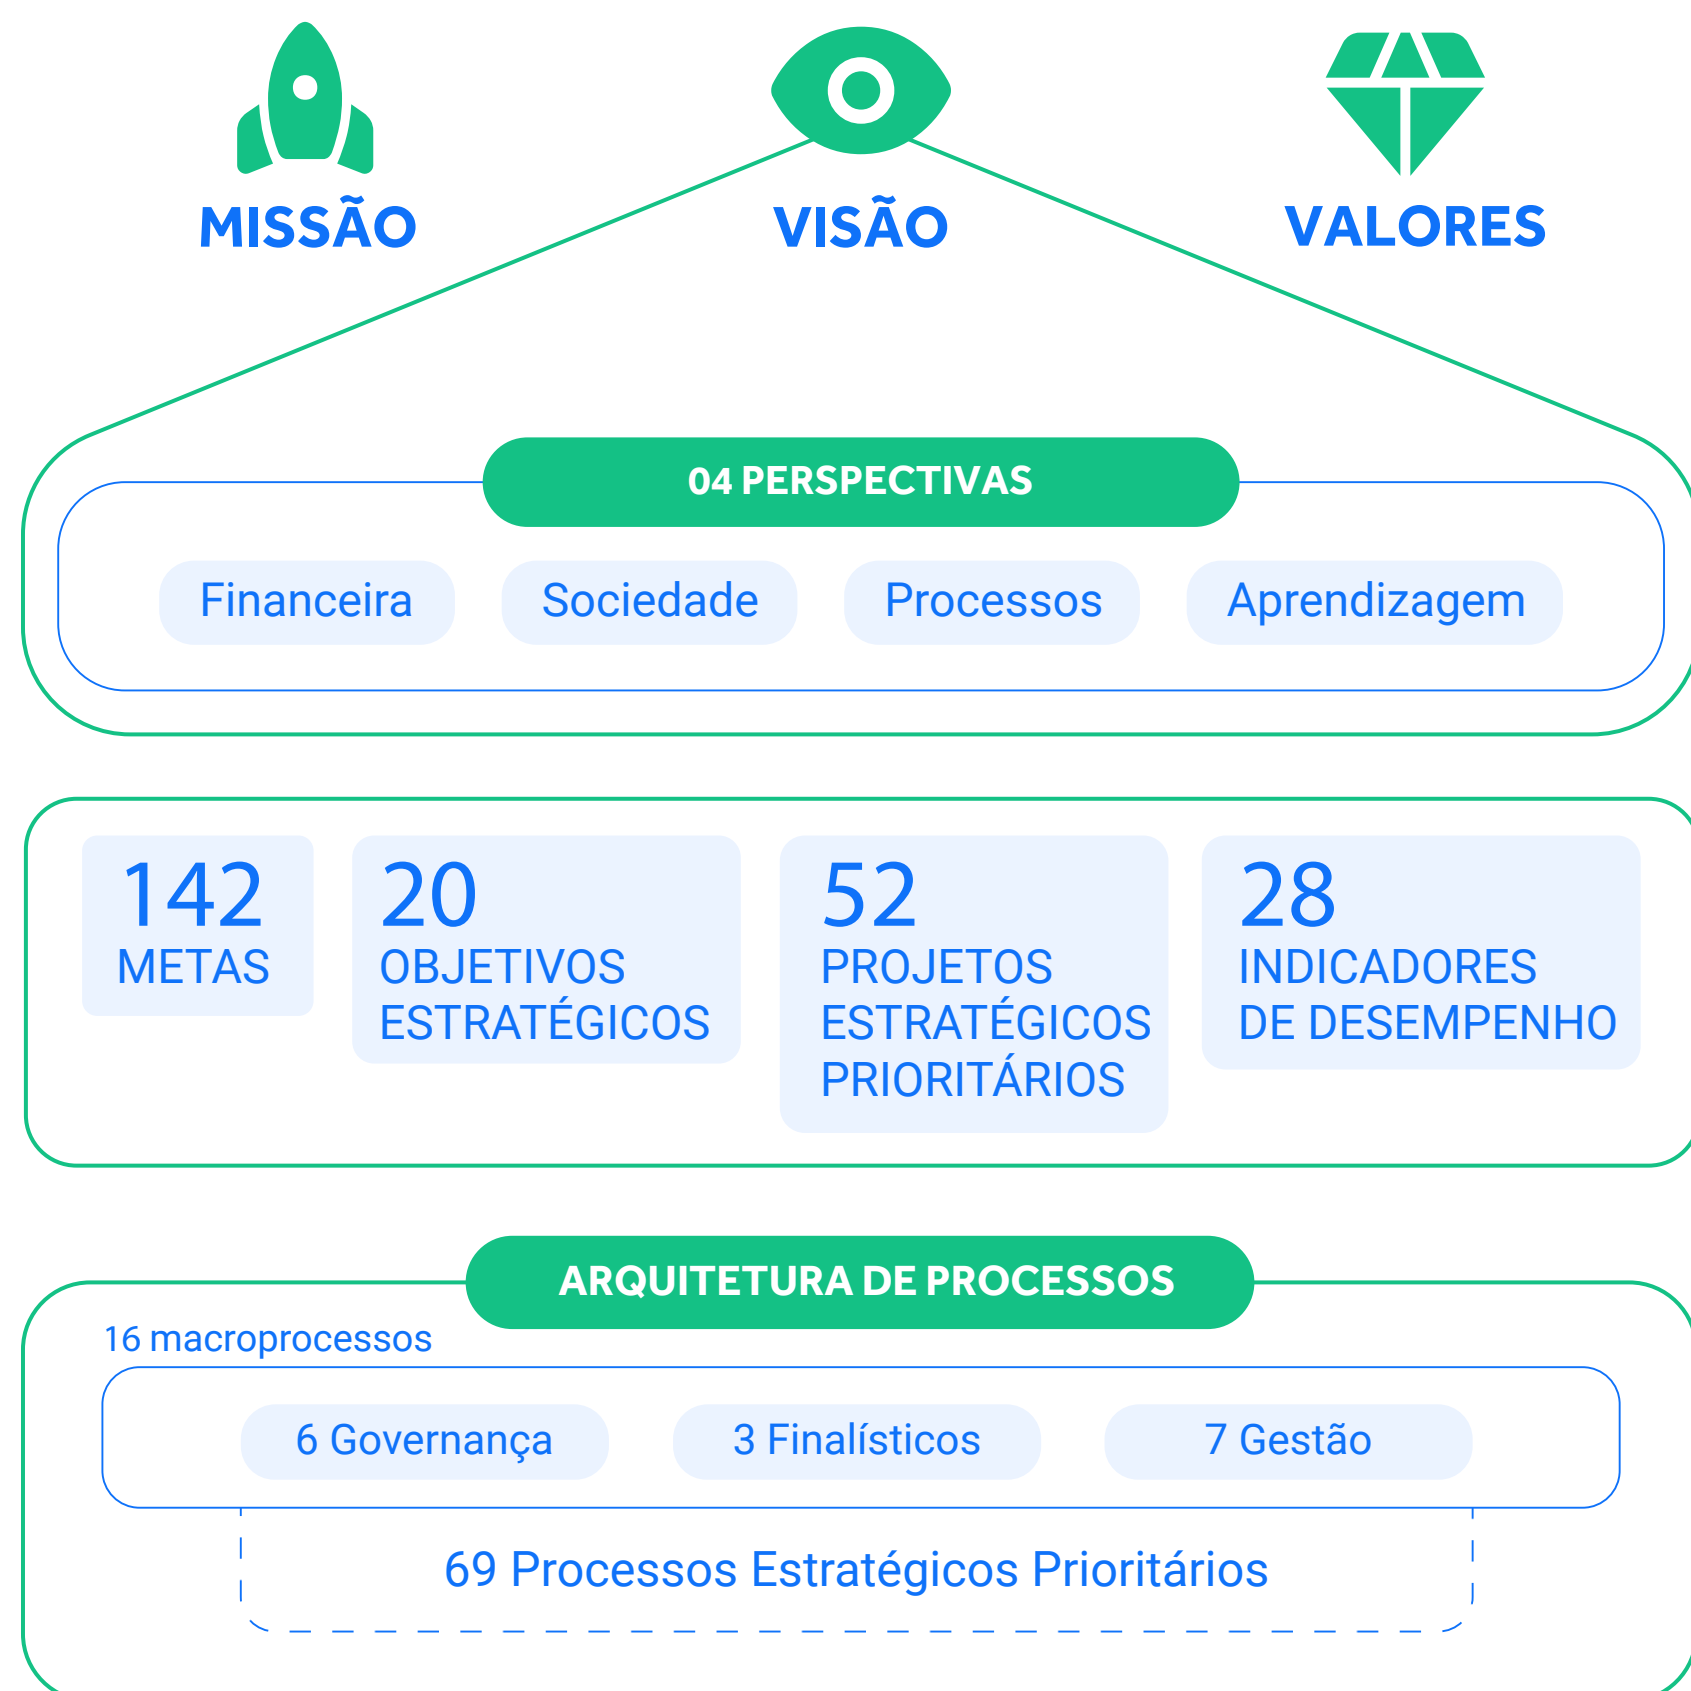 MISSÃO
VISÃO
VALORES
04 PERSPECTIVAS
Financeira
Sociedade
Processos
Aprendizagem
142
METAS
20
OBJETIVOS
ESTRATÉGICOS
52
PROJETOS
ESTRATÉGICOS
PRIORITÁRIOS
28
INDICADORES
DE DESEMPENHO
ARQUITETURA DE PROCESSOS
16 macroprocessos
6 Governança
3 Finalísticos
7 Gestão
69 Processos Estratégicos Prioritários